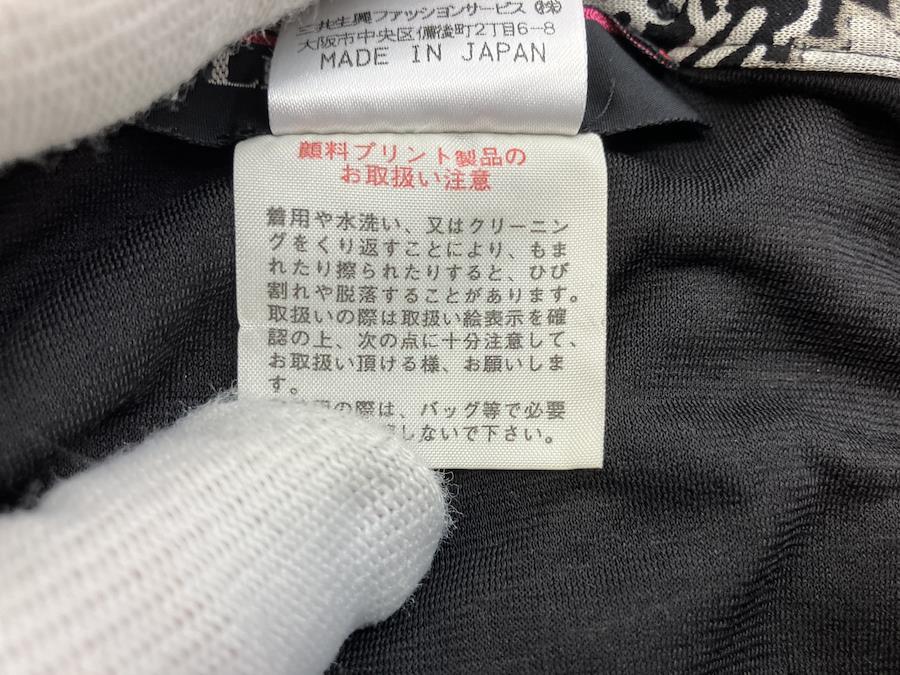 三共生興ファッションサービス(株)
大阪市中央区備後町2丁目6-8
MADE IN JAPAN
顔料プリント製品の
お取扱い注意
着用や水洗い、又はクリーニン
グをくり返すことにより、もま
れたり擦られたりすると、ひび
割れや脱落することがあります。
取扱いの際は取扱い絵表示を確
認の上、次の点に十分注意して、
お取扱い頂ける様、お願いしま
す。
の際は、バッグ等で必要
しないで下さい。